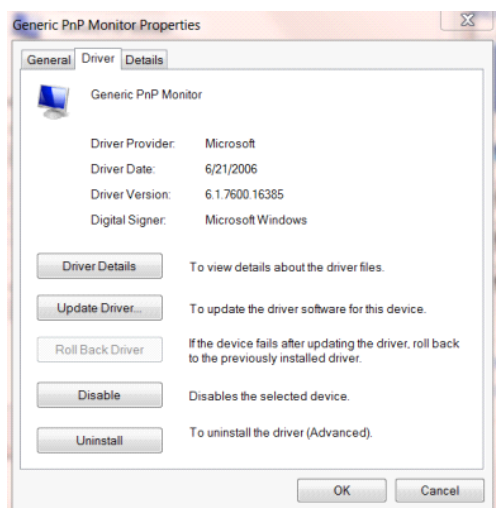 Generic PnP Monitor Properties
General Driver Details
Generic PnP Monitor
Driver Provider: Microsoft
Driver Date: 6/21/2006
Driver Version: 6.1.7600.16385
Digital Signer: Microsoft Windows
Driver Details To view details about the driver files.
Update Driver... To update the driver software for this device.
Roll Back Driver If the device fails after updating the driver, roll back
to the previously installed driver.
Disable Disables the selected device.
Uninstall To uninstall the driver (Advanced).
OK Cancel